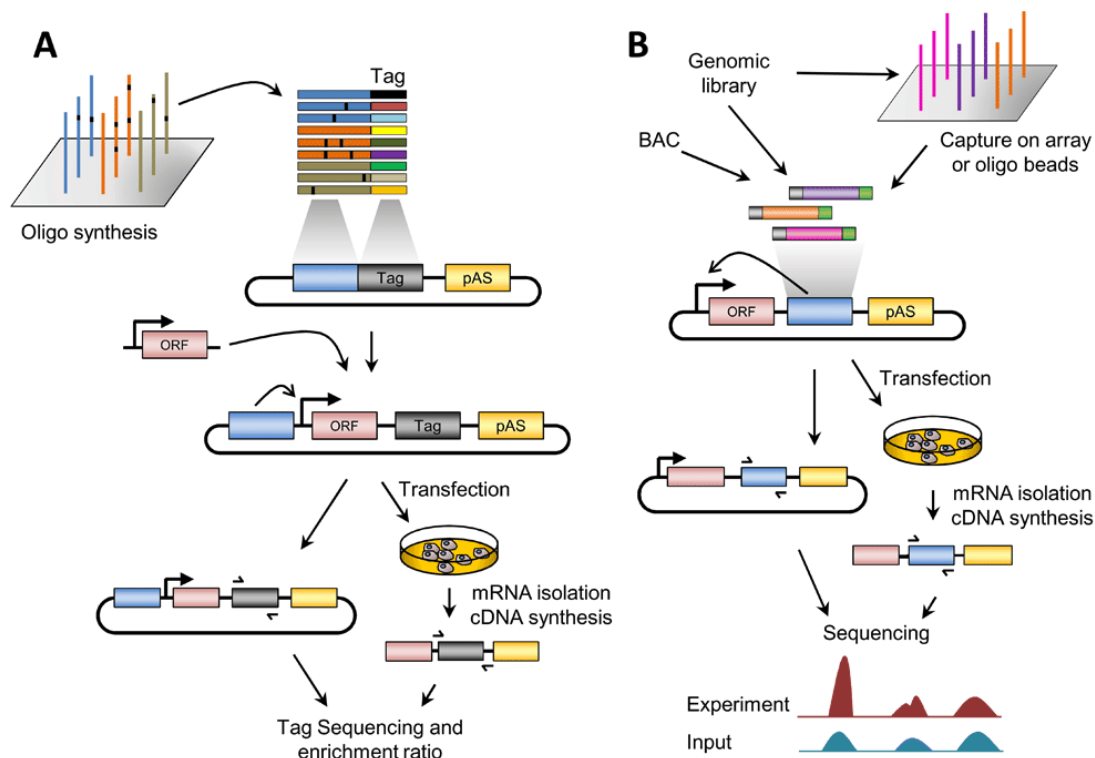 A
Tag
Oligo synthesis
Tag
pAS
ORF
ORF
Tag
pAS
Transfection
mRNA isolation
cDNA synthesis
Tag Sequencing and
enrichment ratio
B
Genomic
library
BAC
Capture on array
or oligo beads
ORF
pAS
Transfection
mRNA isolation
cDNA synthesis
Sequencing
Experiment
Input